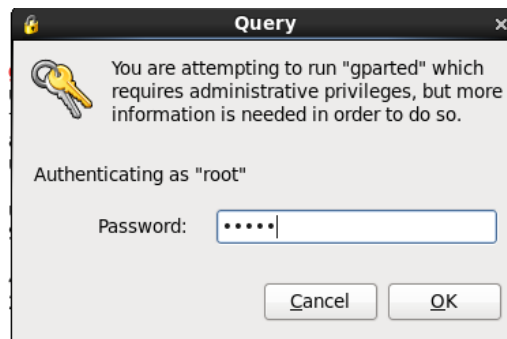 Query
You are attempting to run "gparted" which
requires administrative privileges, but more
information is needed in order to do so.
Authenticating as "root"
Password: •••••
Cancel OK